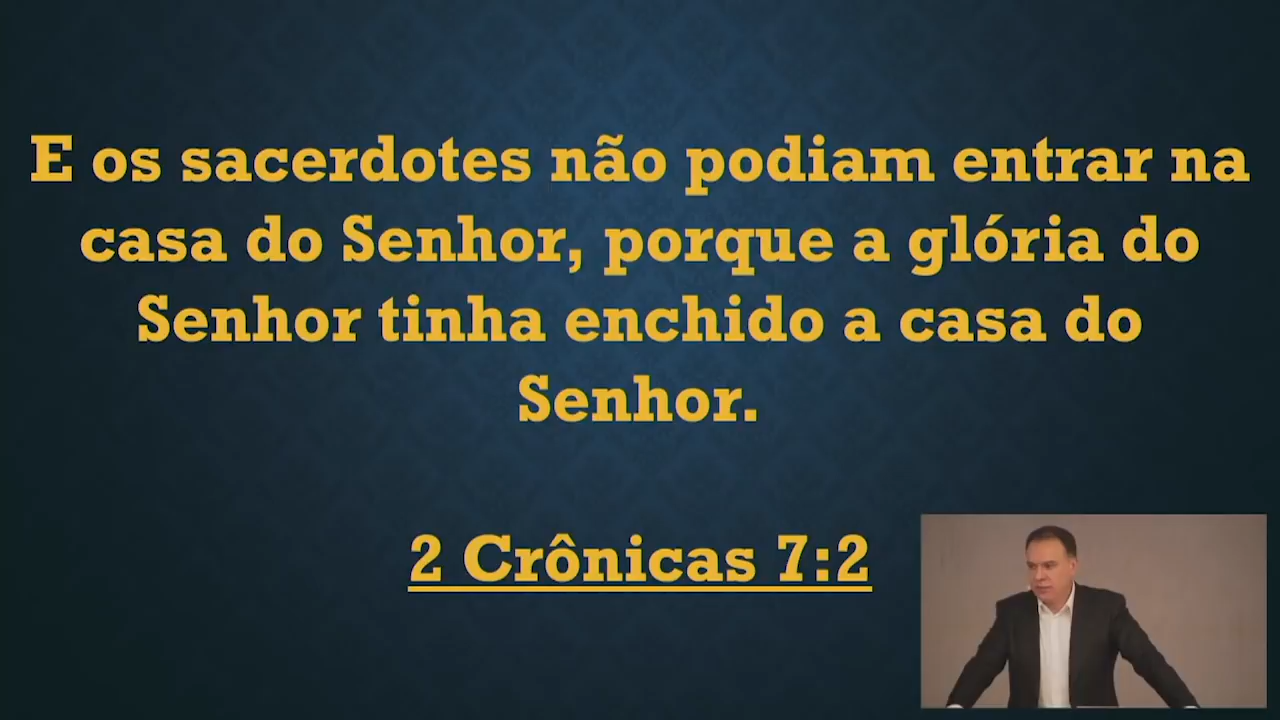 E os sacerdotes não podiam entrar na
casa do Senhor, porque a glória do
Senhor tinha enchido a casa do
Senhor.
2 Crônicas 7:2